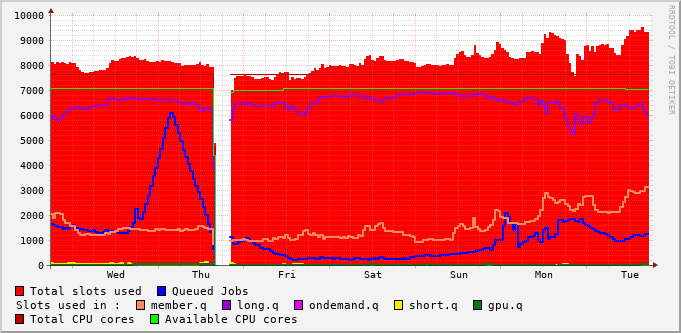 RRDTOOL / TOBI OETIKER
10000
9000
8000
7000
6000
5000
4000
3000
2000
1000
0
Wed Thu Fri Sat Sun Mon Tue
Total slots used Queued Jobs
Slots used in : member.q long.q ondemand.q short.q gpu.q
Total CPU cores Available CPU cores